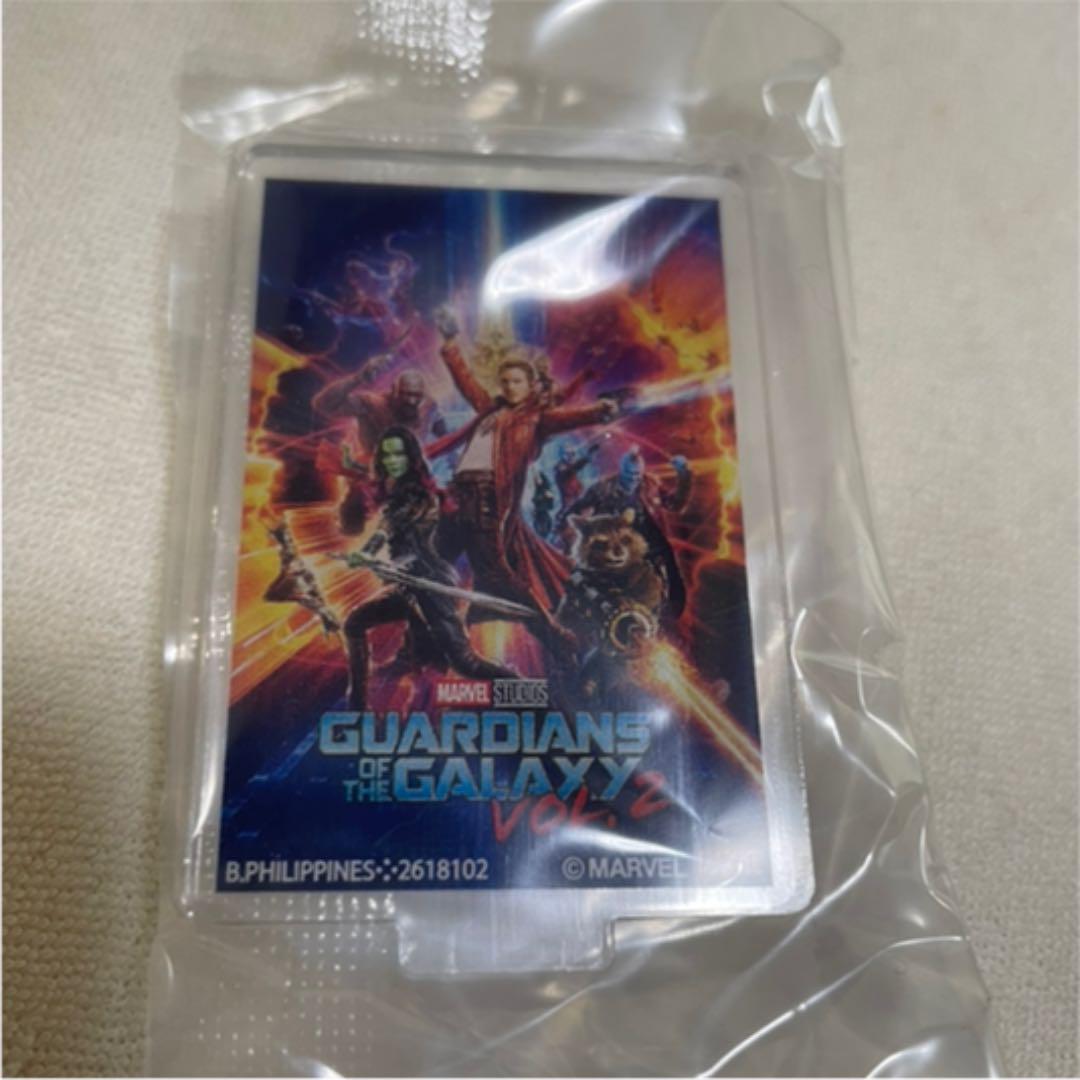 MARVEL STUDIOS
GUARDIANS
OF
THE GALAXY
VOL. 2
B.PHILIPPINES 2618102
© MARVEL